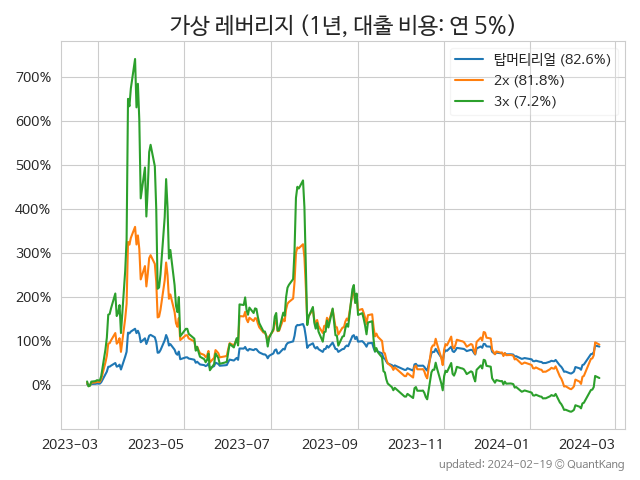 가상 레버리지 (1년, 대출 비용: 연 5%)
탑머티리얼 (82.6%)
2x (81.8%)
3x (7.2%)
700%
600%
500%
400%
300%
200%
100%
0%
2023-03 2023-05 2023-07 2023-09 2023-11 2024-01 2024-03
updated: 2024-02-19 © QuantKang